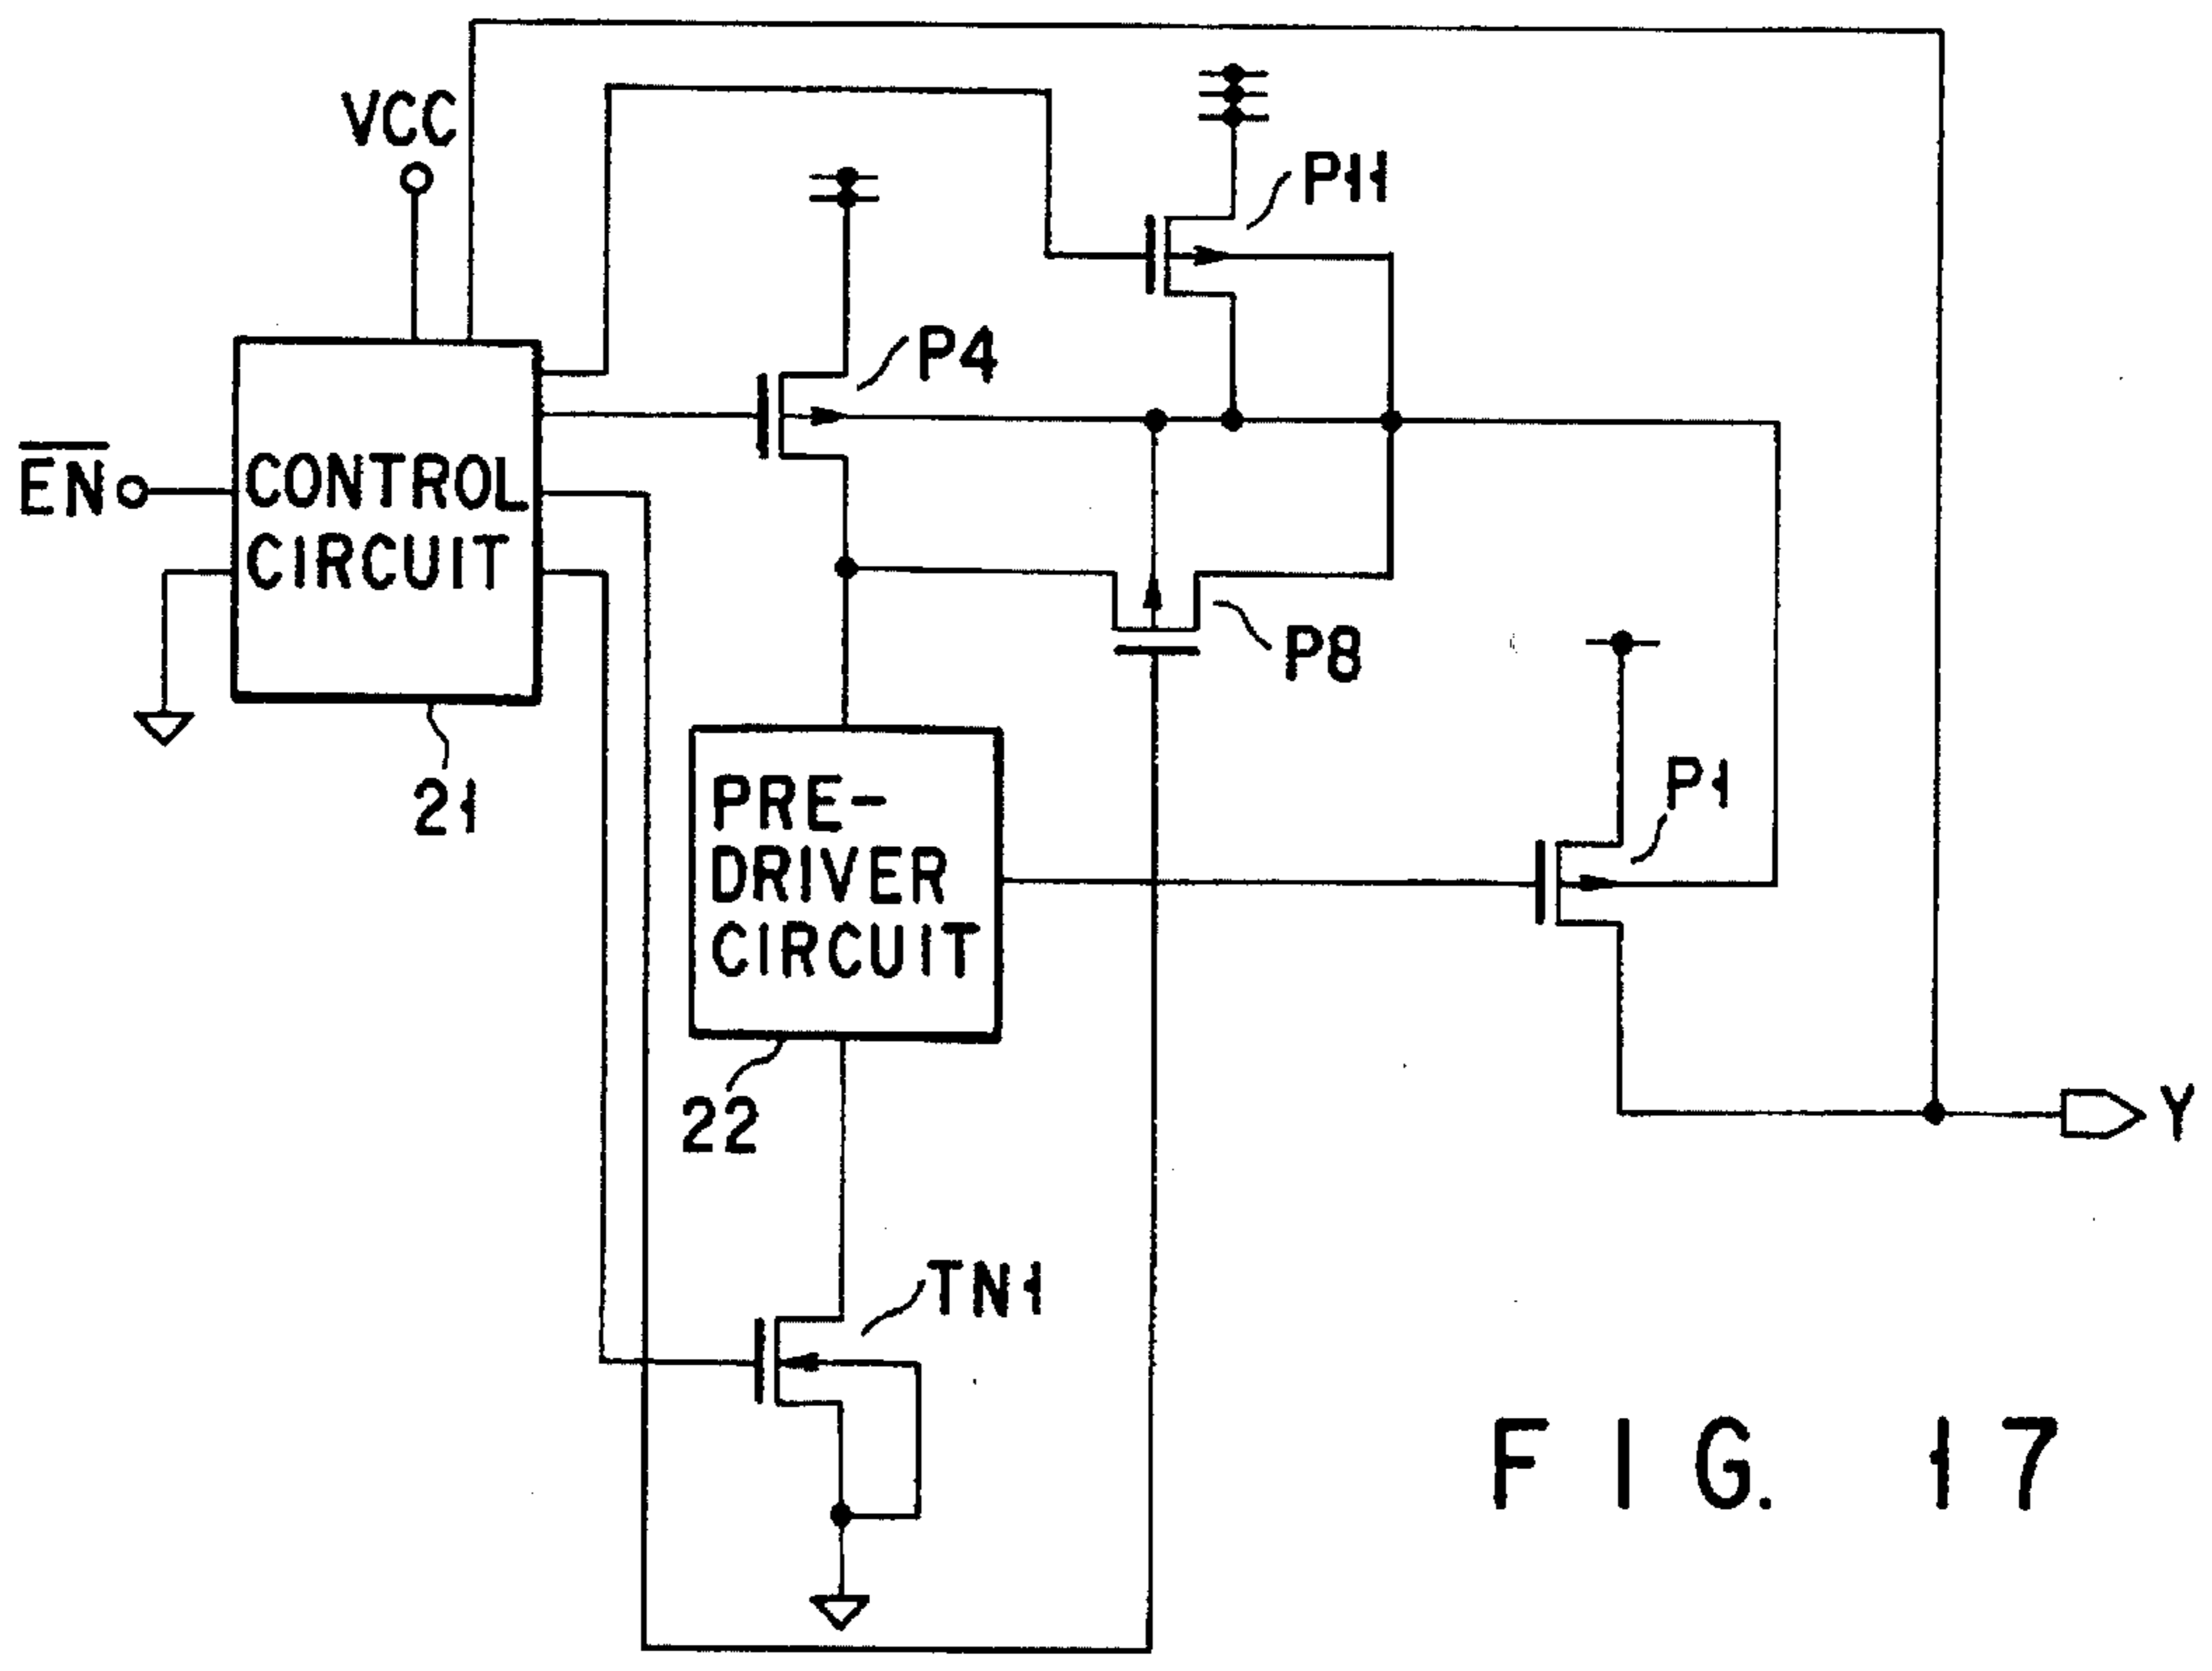 VCC
P11
P4
EN
CONTROL
CIRCUIT
P8
21
P1
PRE-
DRIVER
CIRCUIT
22
Y
TN1
FIG. 17